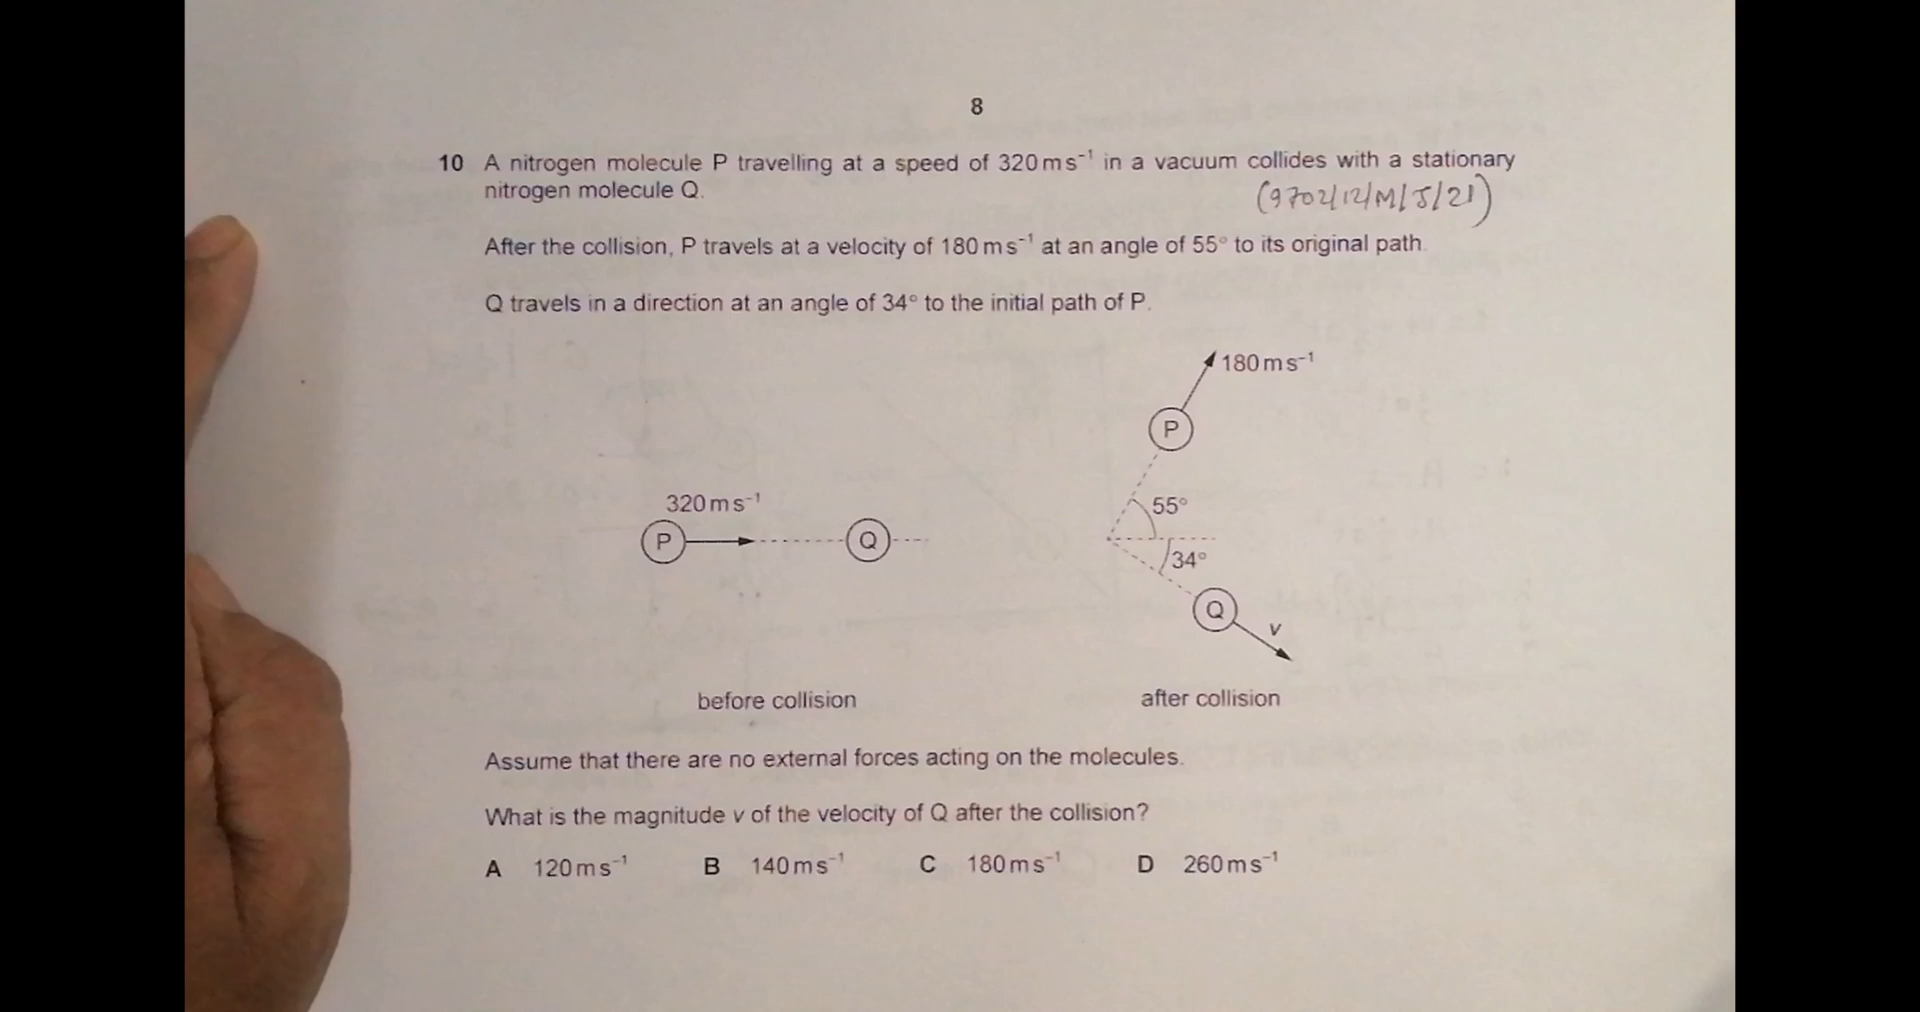 8
10 A nitrogen molecule P travelling at a speed of 320 m s⁻¹ in a vacuum collides with a stationary
nitrogen molecule Q.
(9702/12/M/J/21)
After the collision, P travels at a velocity of 180 m s⁻¹ at an angle of 55° to its original path.
Q travels in a direction at an angle of 34° to the initial path of P.
180 m s⁻¹
P
320 m s⁻¹
55°
P
Q
34°
Q
v
before collision
after collision
Assume that there are no external forces acting on the molecules.
What is the magnitude v of the velocity of Q after the collision?
A 120 m s⁻¹ B 140 m s⁻¹ C 180 m s⁻¹ D 260 m s⁻¹